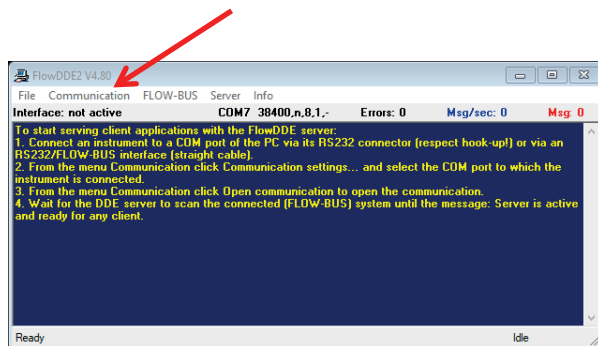 FlowDDE2 V4.80
File Communication FLOW-BUS Server Info
Interface: not active COM7 38400,n,8,1,- Errors: 0 Msg/sec: 0 Msg: 0
To start serving client applications with the FlowDDE server:
1. Connect an instrument to a COM port of the PC via its RS232 connector (respect hook-up!) or via an
RS232/FLOW-BUS interface (straight cable).
2. From the menu Communication click Communication settings... and select the COM port to which the
instrument is connected.
3. From the menu Communication click Open communication to open the communication.
4. Wait for the DDE server to scan the connected (FLOW-BUS) system until the message: Server is active
and ready for any client.
Ready Idle